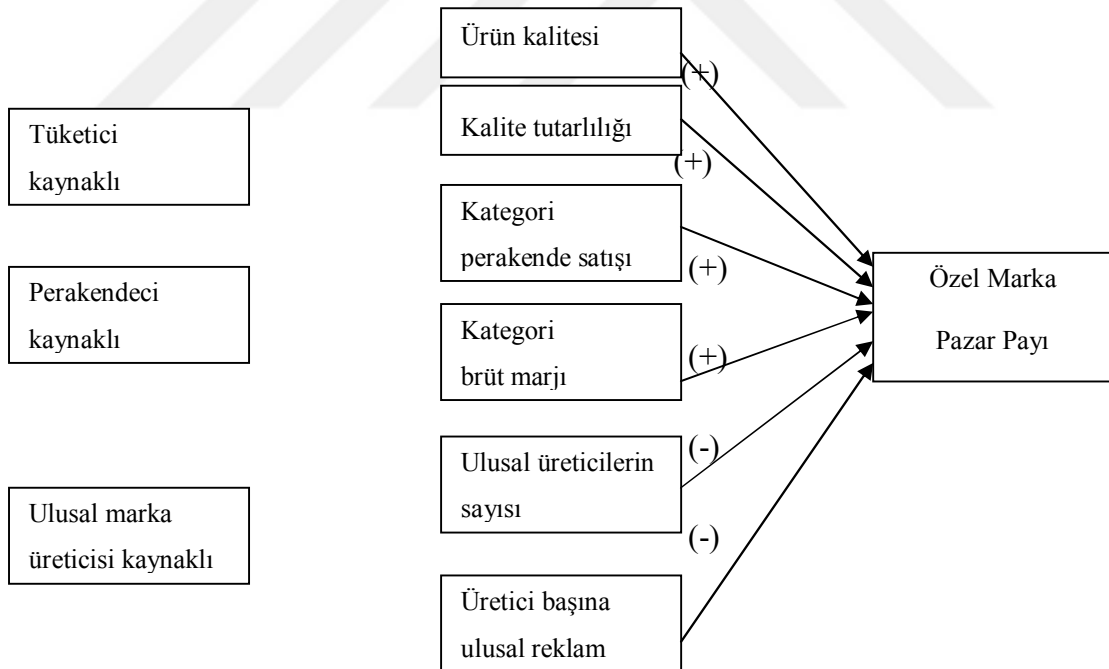 Ürün kalitesi
(+)
Tüketici
kaynaklı
Kalite tutarlılığı
(+)
Kategori
perakende satışı
(+)
Özel Marka
Pazar Payı
Perakendeci
kaynaklı
Kategori
brüt marjı
(+)
Ulusal üreticilerin
sayısı
(-)
Ulusal marka
üreticisi kaynaklı
(-)
Üretici başına
ulusal reklam